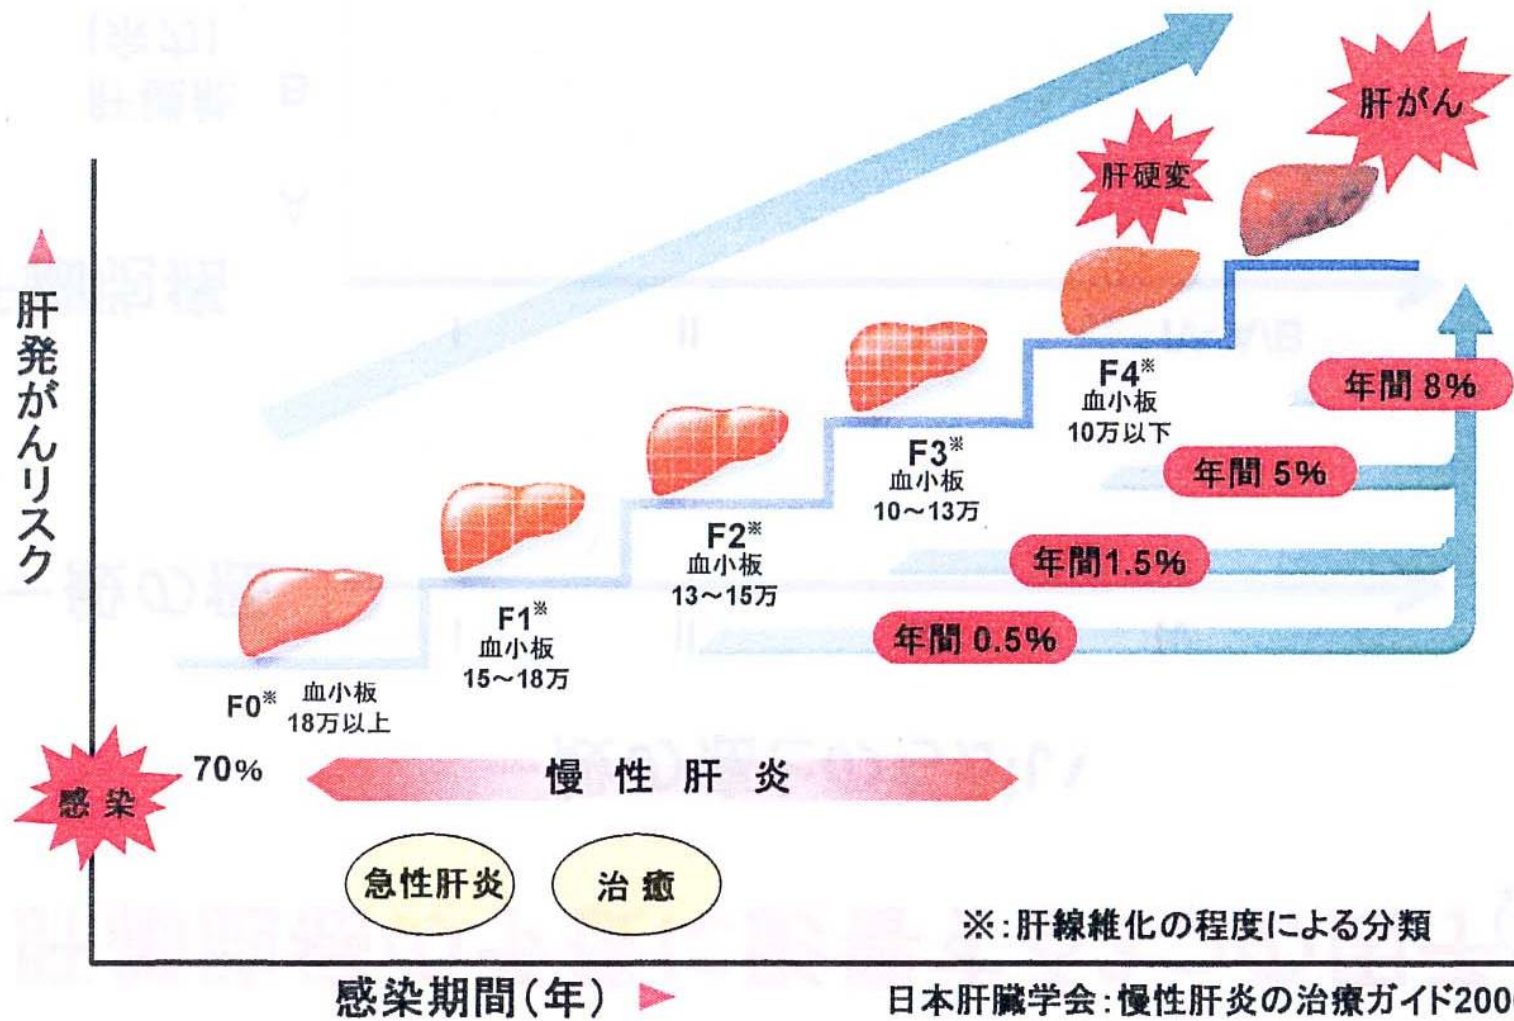 肝がん
肝硬変
肝発がんリスク
F4※
血小板
10万以下
年間 8%
F3※
血小板
10～13万
年間 5%
F2※
血小板
13～15万
年間1.5%
F1※
血小板
15～18万
年間 0.5%
F0※ 血小板
18万以上
感染
70%
慢性肝炎
急性肝炎
治癒
※:肝線維化の程度による分類
感染期間(年)
日本肝臓学会:慢性肝炎の治療ガイド200